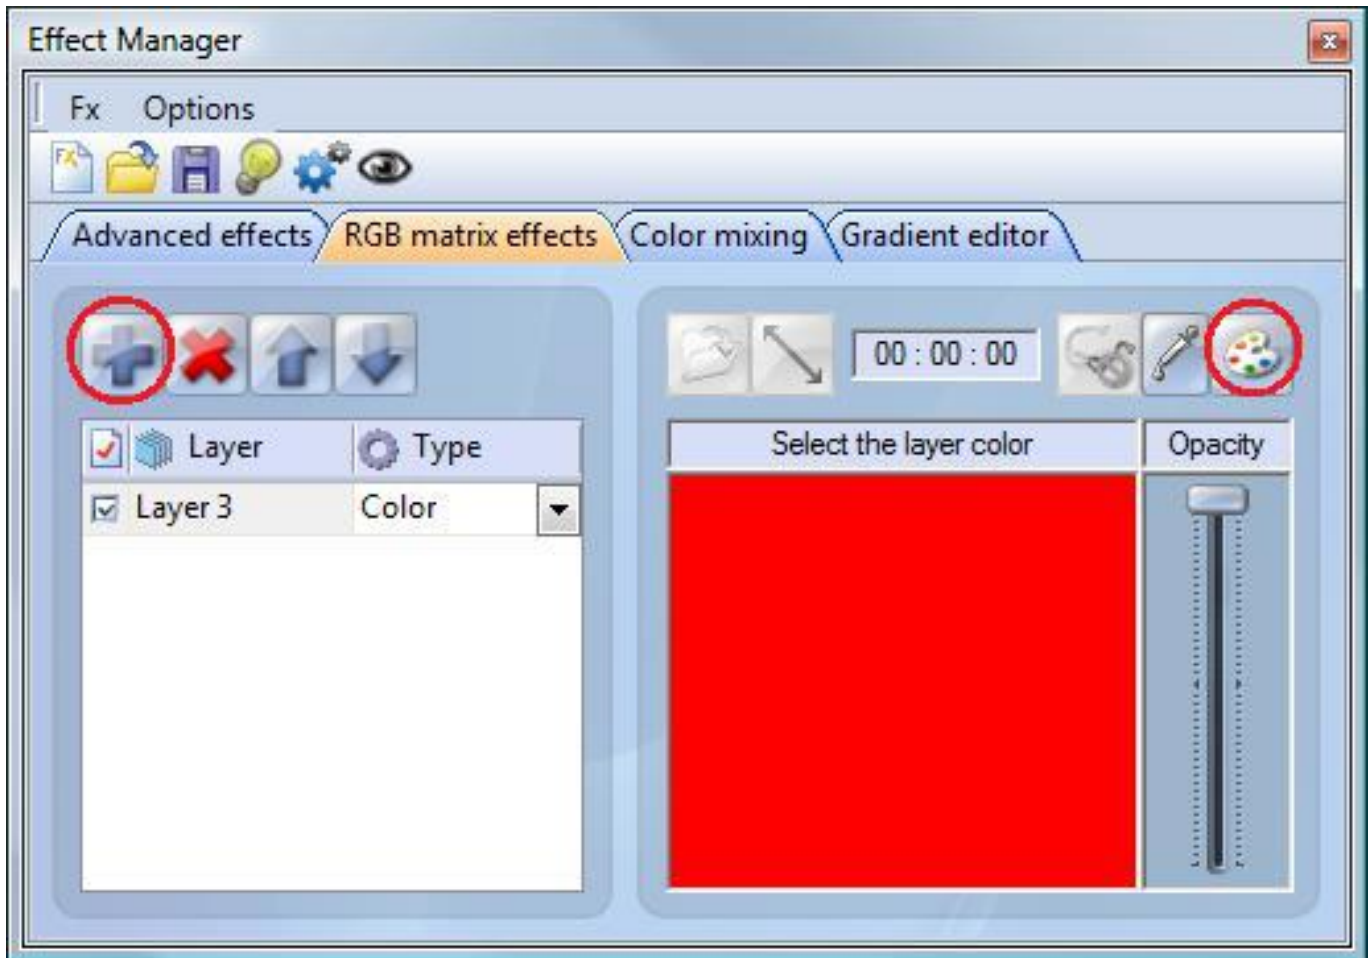 Effect Manager
Fx Options
FX
Advanced effects RGB matrix effects Color mixing Gradient editor
00 : 00 : 00
Layer Type Select the layer color Opacity
Layer 3 Color